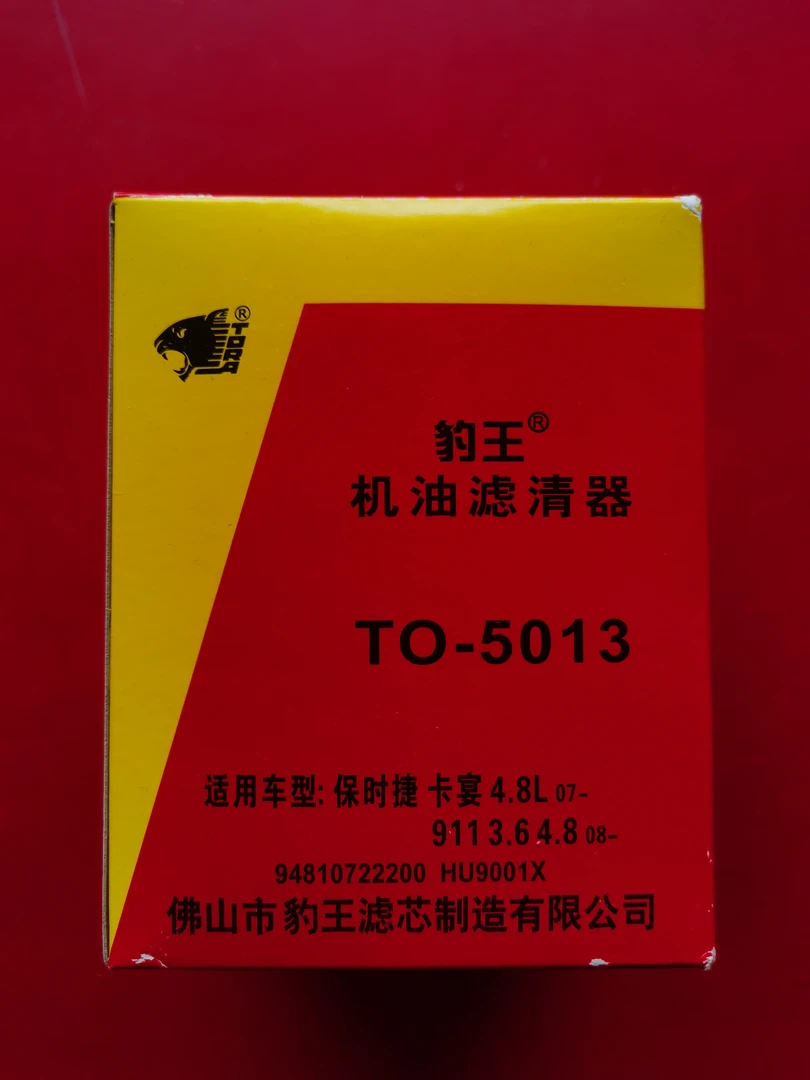 ®
TORA
豹王®
机油滤清器
TO-5013
适用车型: 保时捷 卡宴 4.8L 07-
911 3.6 4.8 08-
94810722200 HU9001X
佛山市豹王滤芯制造有限公司